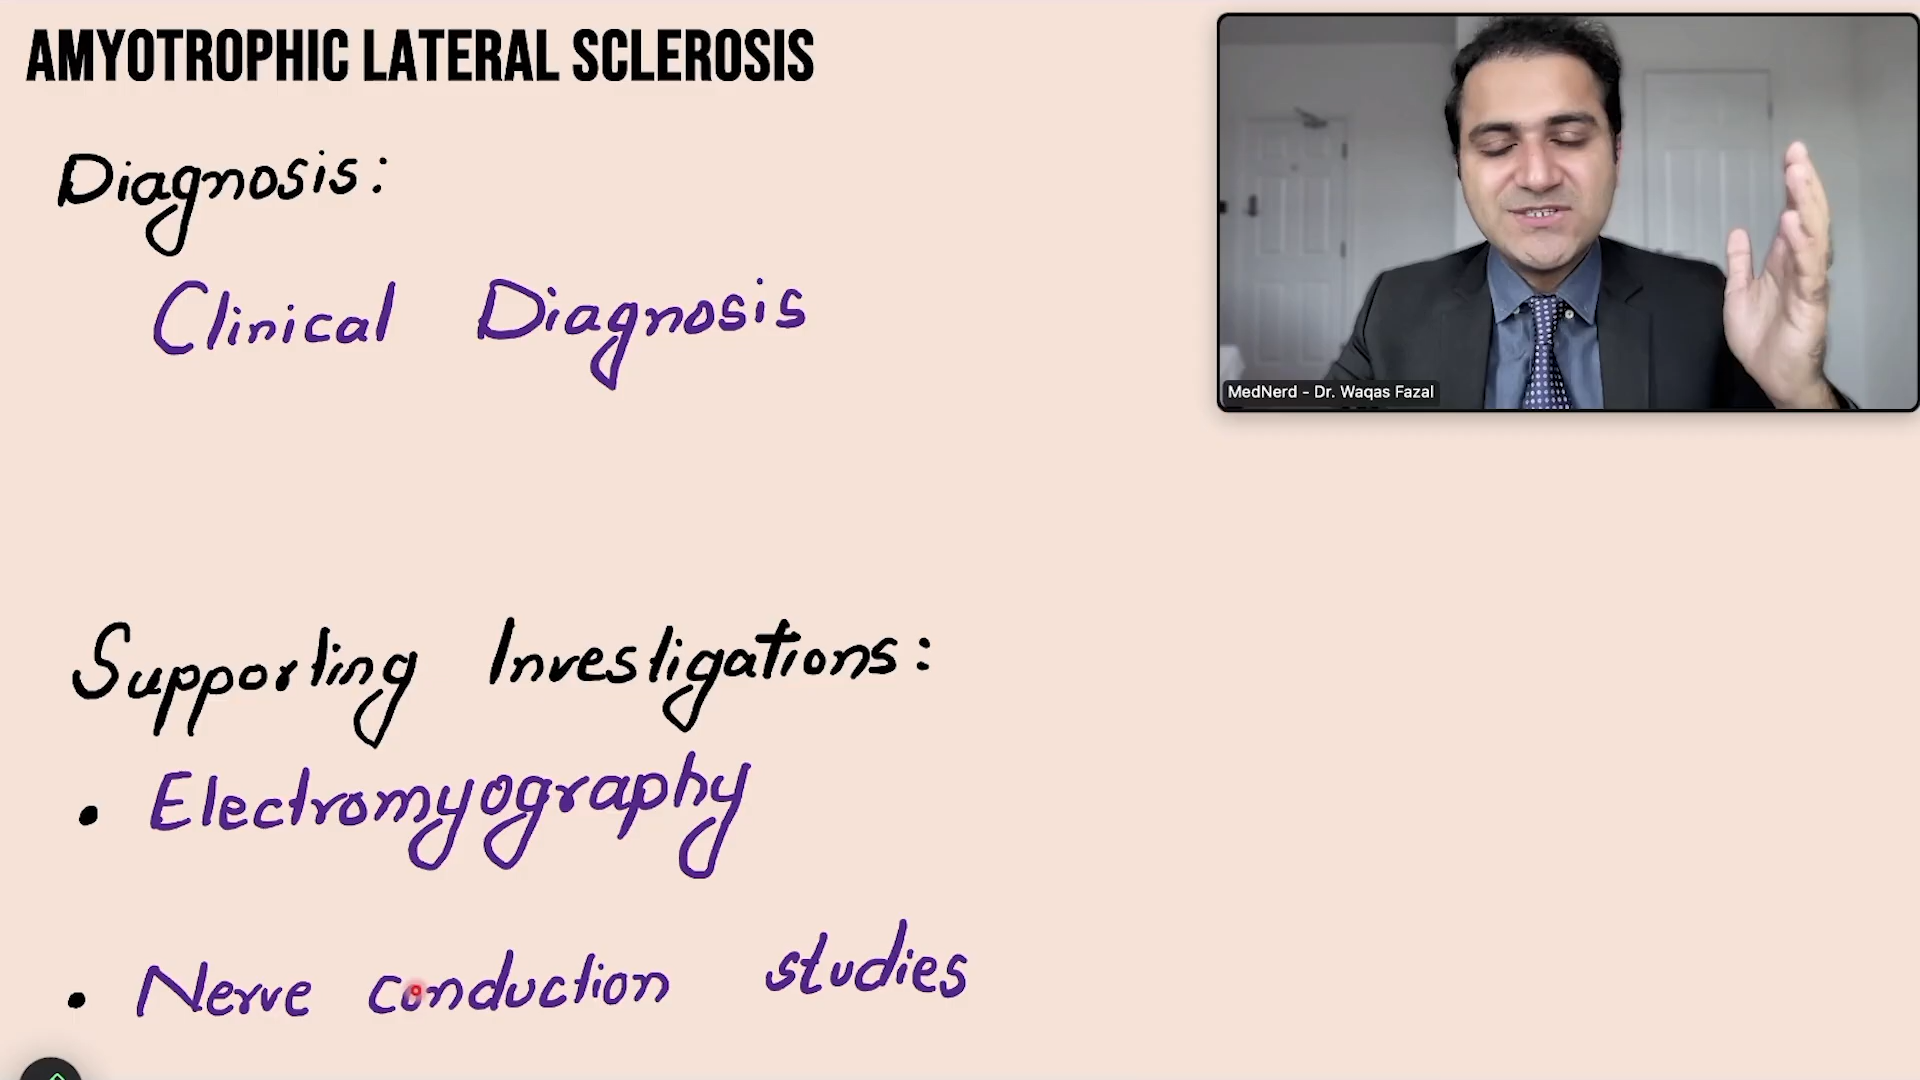 AMYOTROPHIC LATERAL SCLEROSIS
Diagnosis:
Clinical Diagnosis
MedNerd - Dr. Waqas Fazal
Supporting Investigations:
• Electromyography
• Nerve conduction studies